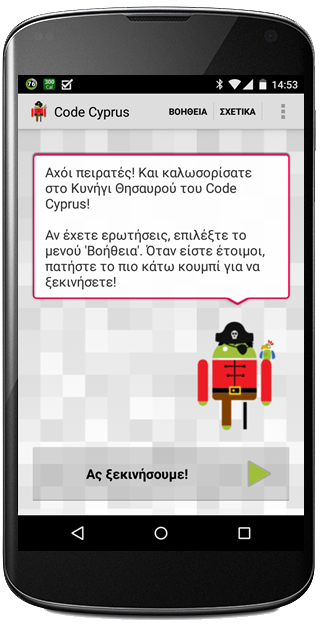 76 300 Cal 14:53
Code Cyprus ΒΟΗΘΕΙΑ ΣΧΕΤΙΚΑ
Αχόι πειρατές! Και καλωσορίσατε
στο Κυνήγι Θησαυρού του Code
Cyprus!
Αν έχετε ερωτήσεις, επιλέξτε το
μενού 'Βοήθεια'. Όταν είστε έτοιμοι,
πατήστε το πιο κάτω κουμπί για να
ξεκινήσετε!
Ας ξεκινήσουμε!